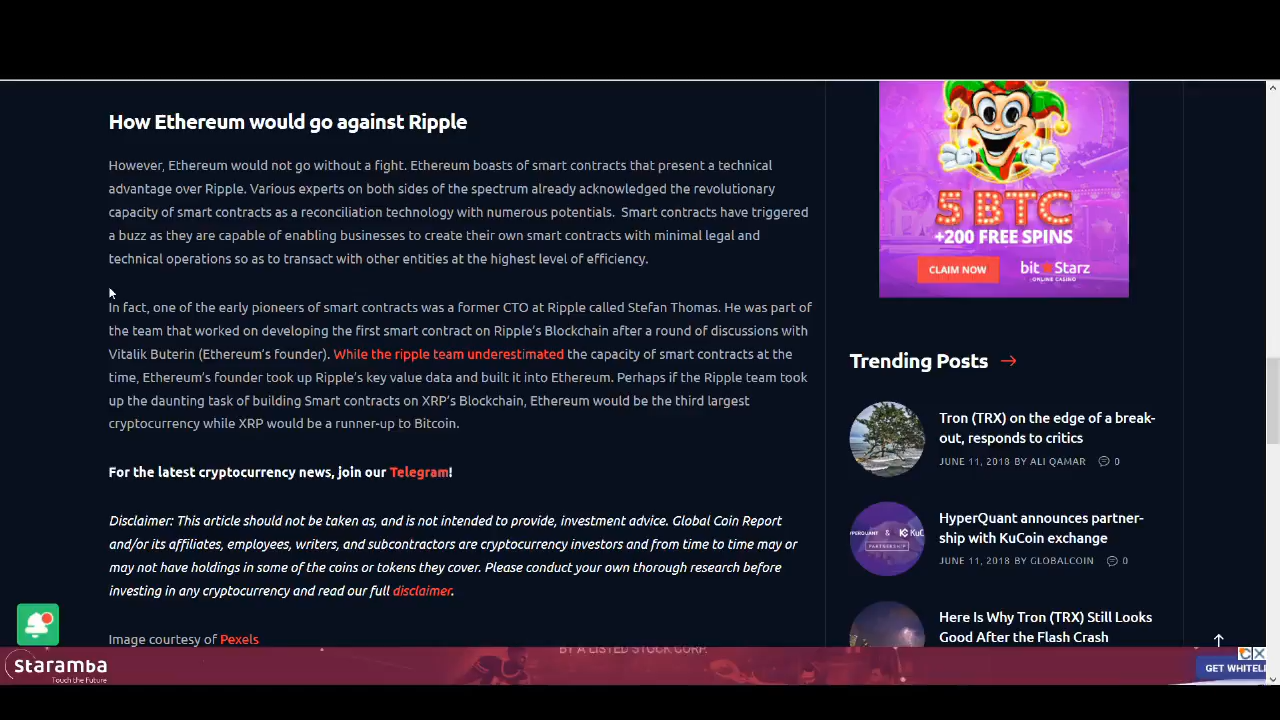 How Ethereum would go against Ripple
However, Ethereum would not go without a fight. Ethereum boasts of smart contracts that present a technical
advantage over Ripple. Various experts on both sides of the spectrum already acknowledged the revolutionary
capacity of smart contracts as a reconciliation technology with numerous potentials.  Smart contracts have triggered
a buzz as they are capable of enabling businesses to create their own smart contracts with minimal legal and
technical operations so as to transact with other entities at the highest level of efficiency.
In fact, one of the early pioneers of smart contracts was a former CTO at Ripple called Stefan Thomas. He was part of
the team that worked on developing the first smart contract on Ripple's Blockchain after a round of discussions with
Vitalik Buterin (Ethereum's founder). While the ripple team underestimated the capacity of smart contracts at the
time, Ethereum's founder took up Ripple's key value data and built it into Ethereum. Perhaps if the Ripple team took
up the daunting task of building Smart contracts on XRP's Blockchain, Ethereum would be the third largest
cryptocurrency while XRP would be a runner-up to Bitcoin.
For the latest cryptocurrency news, join our Telegram!
Disclaimer: This article should not be taken as, and is not intended to provide, investment advice. Global Coin Report
and/or its affiliates, employees, writers, and subcontractors are cryptocurrency investors and from time to time may or
may not have holdings in some of the coins or tokens they cover. Please conduct your own thorough research before
investing in any cryptocurrency and read our full disclaimer.
Image courtesy of Pexels
5 BTC
+200 FREE SPINS
CLAIM NOW
bitStarz
ONLINE CASINO
Trending Posts
Tron (TRX) on the edge of a break-
out, responds to critics
JUNE 11, 2018 BY ALI QAMAR 0
HyperQuant announces partner-
ship with KuCoin exchange
JUNE 11, 2018 BY GLOBALCOIN 0
Here Is Why Tron (TRX) Still Looks
Good After the Flash Crash
staramba
Touch the Future
BY A LISTED STOCK CORP.
GET WHITELI